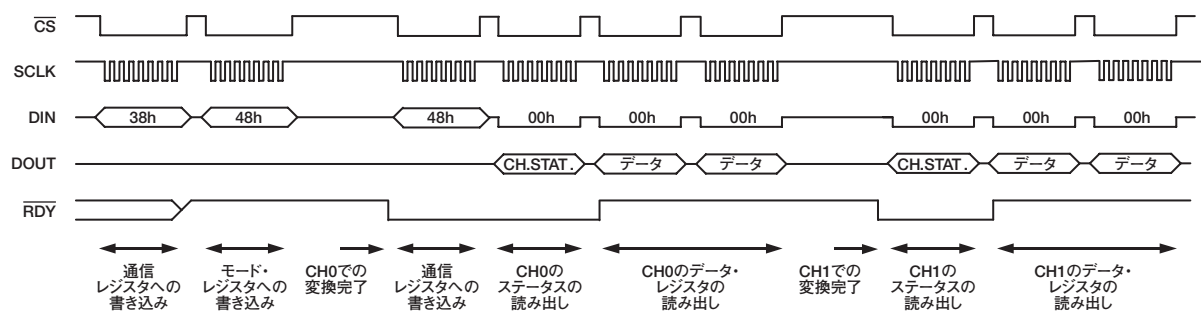 CS
SCLK
DIN 38h 48h 48h 00h 00h 00h 00h 00h 00h
DOUT CH.STAT. データ データ CH.STAT. データ データ
RDY
通信
レジスタへの
書き込み
モード・
レジスタへの
書き込み
CH0での
変換完了
通信
レジスタへの
書き込み
CH0の
ステータスの
読み出し
CH0のデータ・
レジスタの
読み出し
CH1での
変換完了
CH1の
ステータスの
読み出し
CH1のデータ・
レジスタの
読み出し